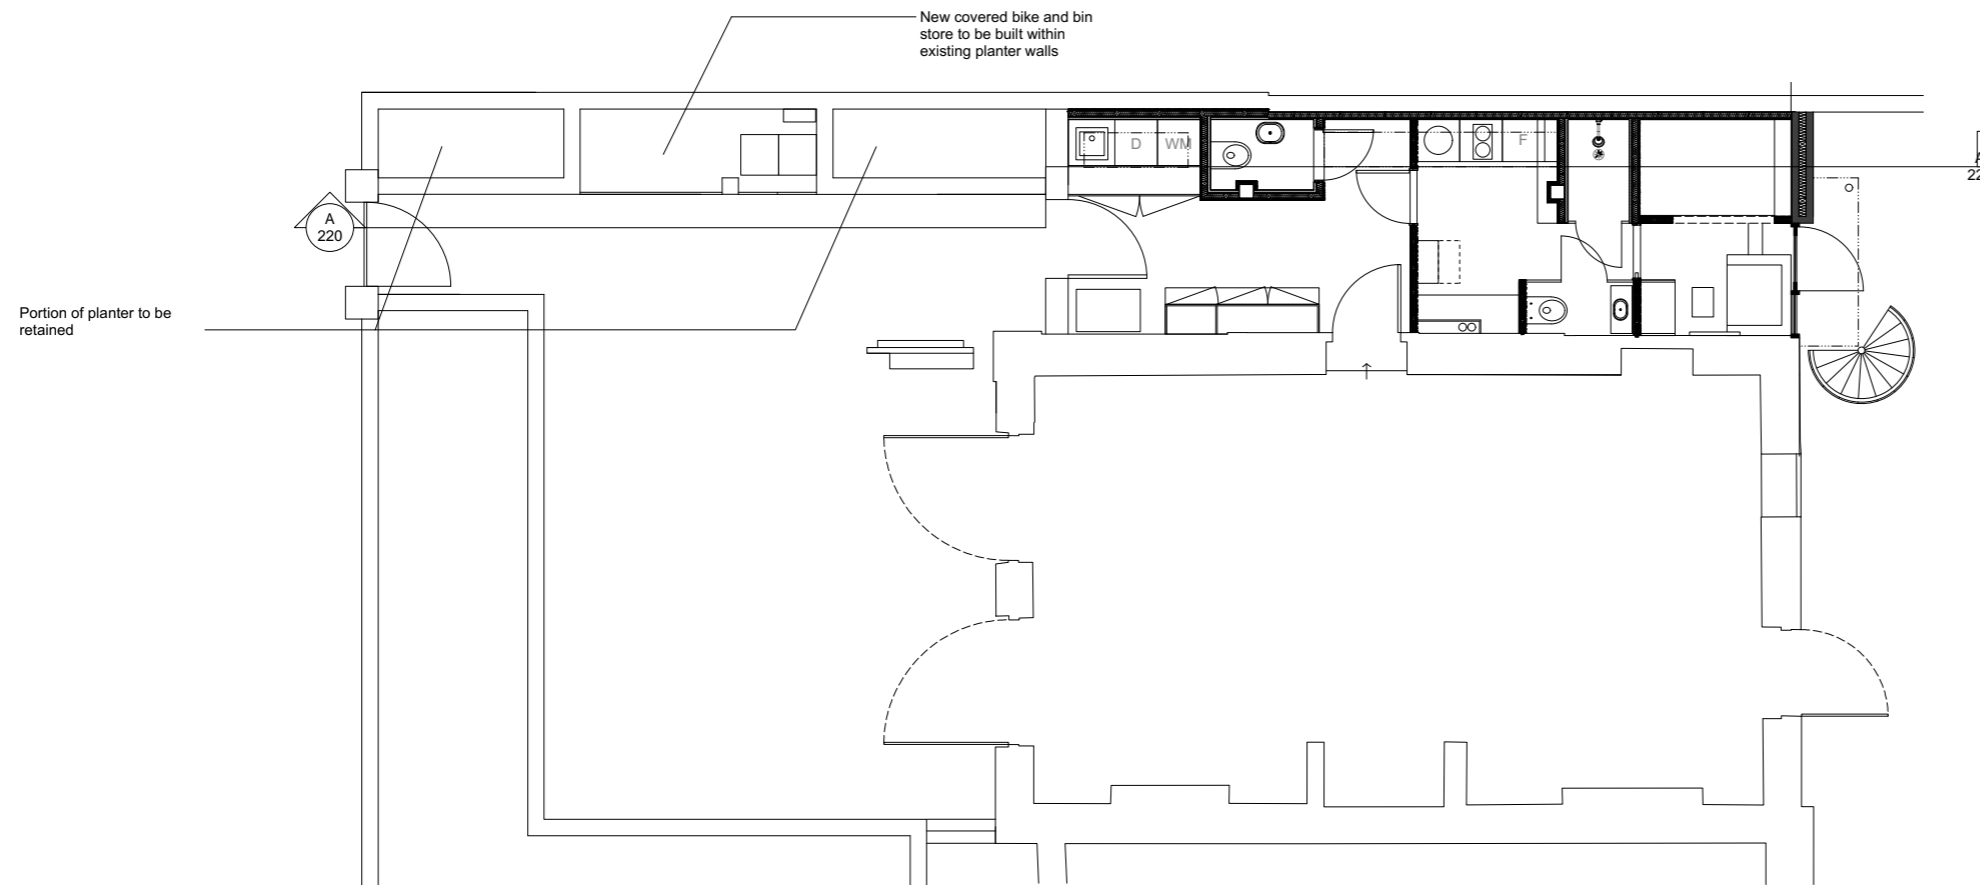 New covered bike and bin
store to be built within
existing planter walls
D
WM
F
A
22
A
220
Portion of planter to be
retained